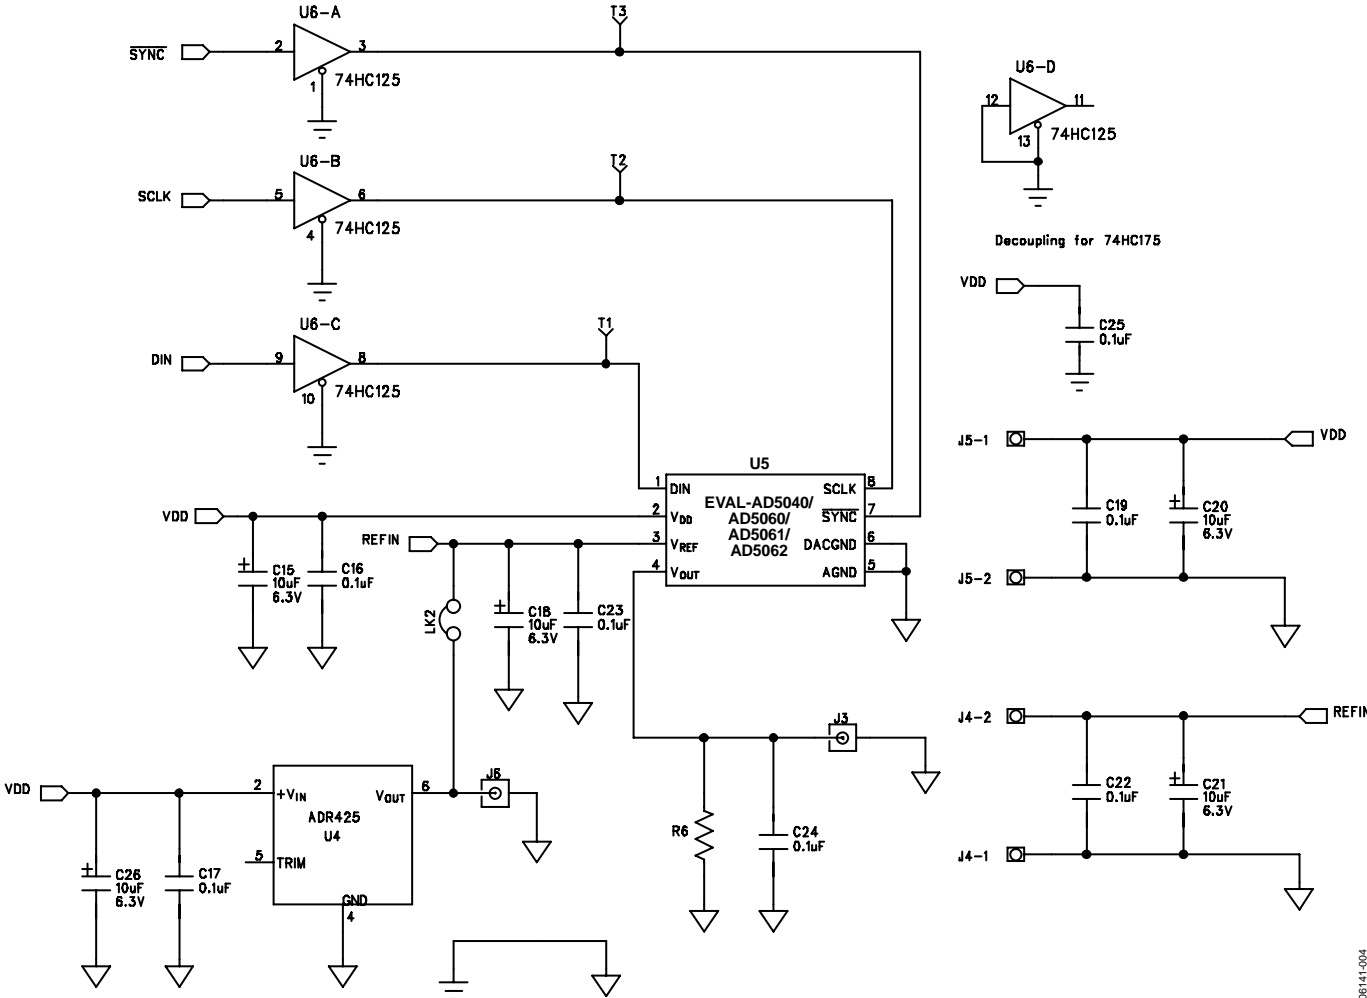 U6-A
T3
SYNC
2
3
1
74HC125
U6-D
12
11
13
74HC125
U6-B
T2
SCLK
5
6
4
74HC125
Decoupling for 74HC175
VDD
C25
0.1uF
U6-C
T1
DIN
9
8
10
74HC125
J5-1
VDD
C19
0.1uF
C20
10uF
6.3V
+
J5-2
U5
EVAL-AD5040/
AD5060/
AD5061/
AD5062
1
DIN
2
VDD
3
VREF
4
VOUT
SCLK
8
SYNC
7
DACGND
6
AGND
5
VDD
+
C15
10uF
6.3V
C16
0.1uF
REFIN
LK2
+
C18
10uF
6.3V
C23
0.1uF
J4-2
REFIN
C22
0.1uF
+
C21
10uF
6.3V
J4-1
J3
R6
C24
0.1uF
VDD
+
C26
10uF
6.3V
C17
0.1uF
2
+VIN
VOUT
6
ADR425
U4
5
TRIM
GND
4
J6
06141-004